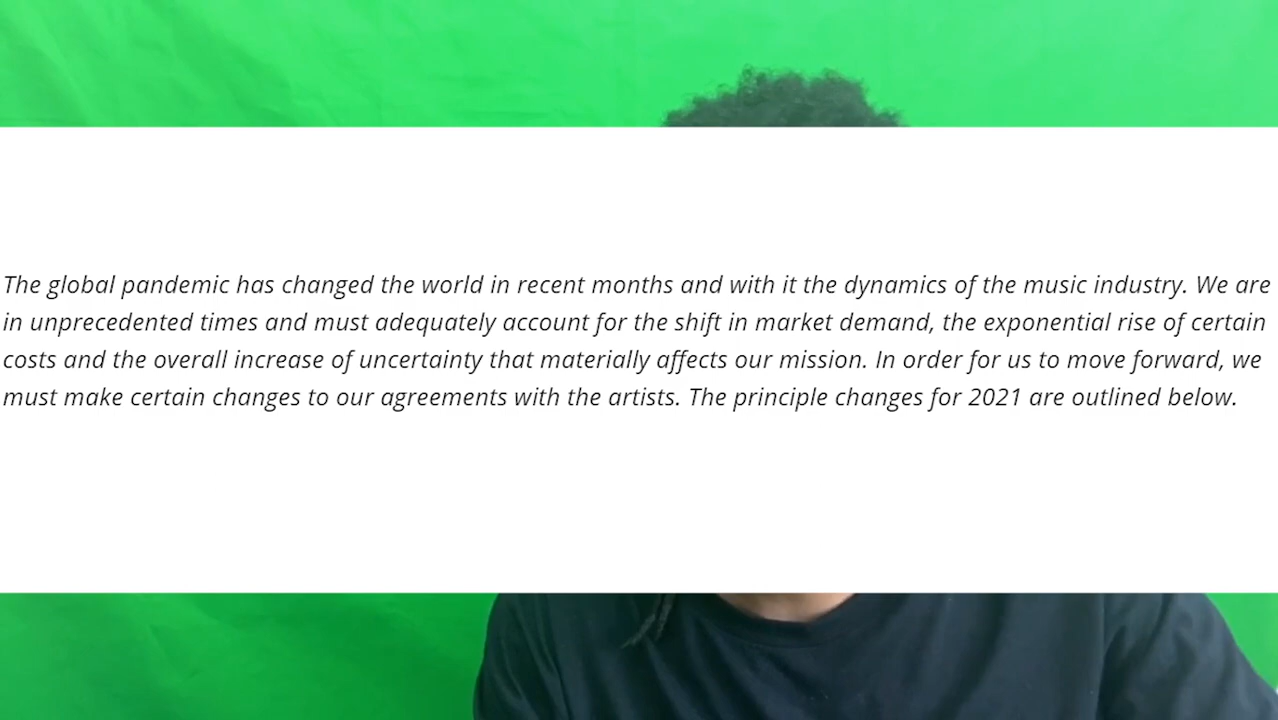 The global pandemic has changed the world in recent months and with it the dynamics of the music industry. We are
in unprecedented times and must adequately account for the shift in market demand, the exponential rise of certain
costs and the overall increase of uncertainty that materially affects our mission. In order for us to move forward, we
must make certain changes to our agreements with the artists. The principle changes for 2021 are outlined below.